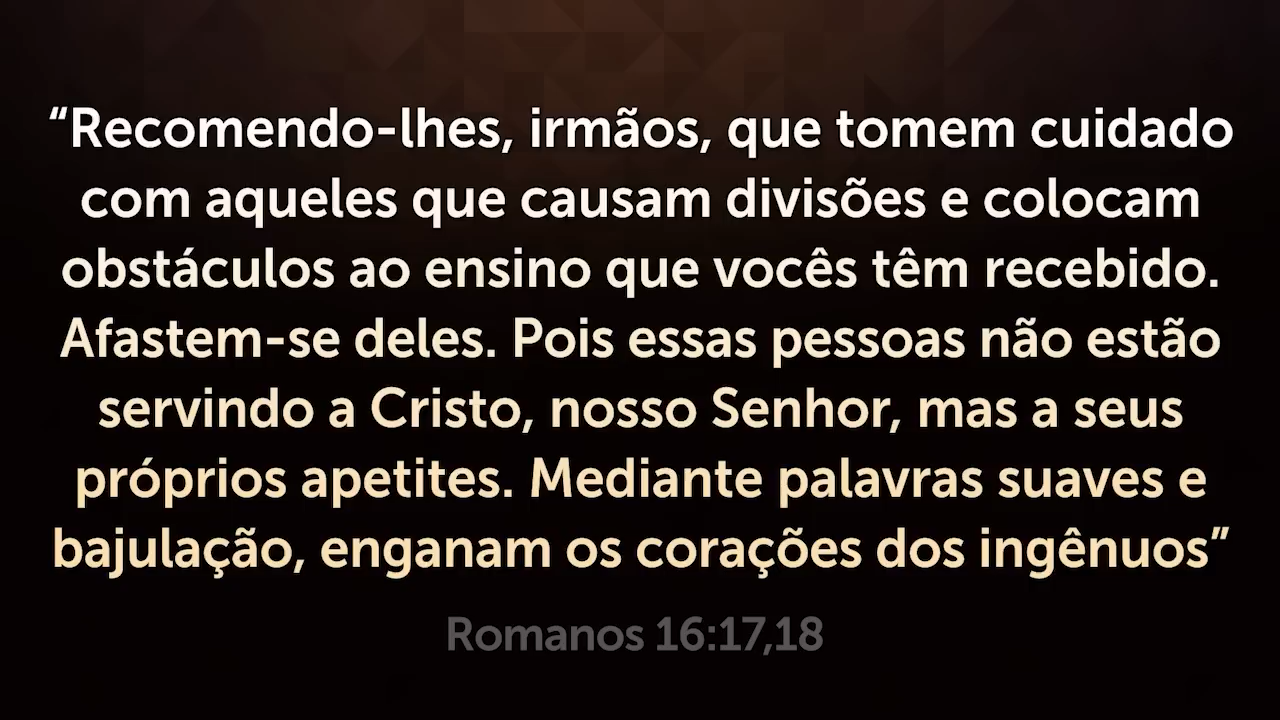 “Recomendo-lhes, irmãos, que tomem cuidado
com aqueles que causam divisões e colocam
obstáculos ao ensino que vocês têm recebido.
Afastem-se deles. Pois essas pessoas não estão
servindo a Cristo, nosso Senhor, mas a seus
próprios apetites. Mediante palavras suaves e
bajulação, enganam os corações dos ingênuos”
Romanos 16:17,18